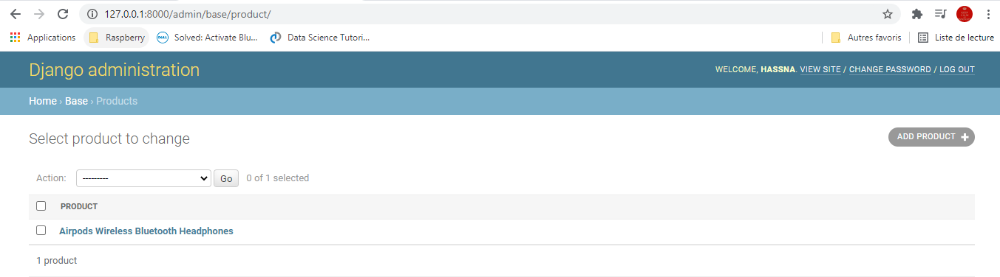 127.0.0.1:8000/admin/base/product/
Applications Raspberry Solved: Activate Blu... Data Science Tutori... Autres favoris Liste de lecture
Django administration WELCOME, HASSNA. VIEW SITE / CHANGE PASSWORD / LOG OUT
Home › Base › Products
Select product to change ADD PRODUCT +
Action: --------- Go 0 of 1 selected
PRODUCT
Airpods Wireless Bluetooth Headphones
1 product